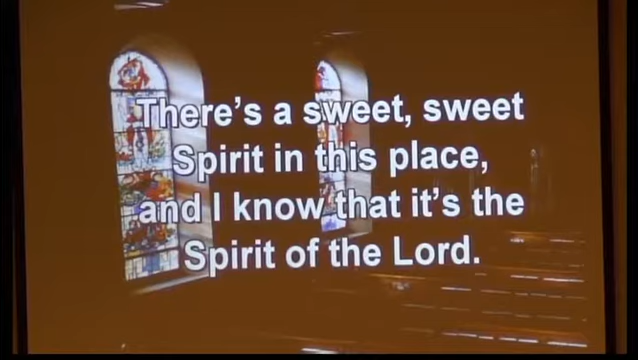 There's a sweet, sweet
Spirit in this place,
and I know that it's the
Spirit of the Lord.